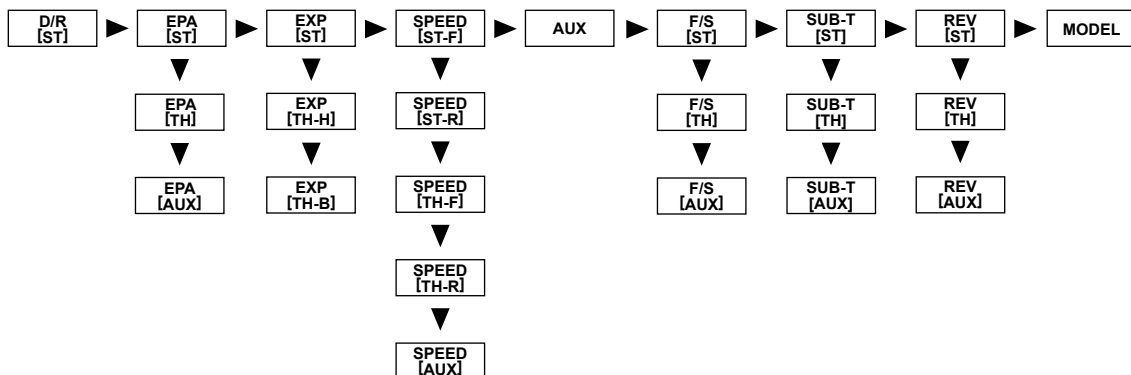 D/R
[ST]
EPA
[ST]
EXP
[ST]
SPEED
[ST-F]
AUX
F/S
[ST]
SUB-T
[ST]
REV
[ST]
MODEL
EPA
[TH]
EXP
[TH-H]
SPEED
[ST-R]
F/S
[TH]
SUB-T
[TH]
REV
[TH]
EPA
[AUX]
EXP
[TH-B]
SPEED
[TH-F]
F/S
[AUX]
SUB-T
[AUX]
REV
[AUX]
SPEED
[TH-R]
SPEED
[AUX]